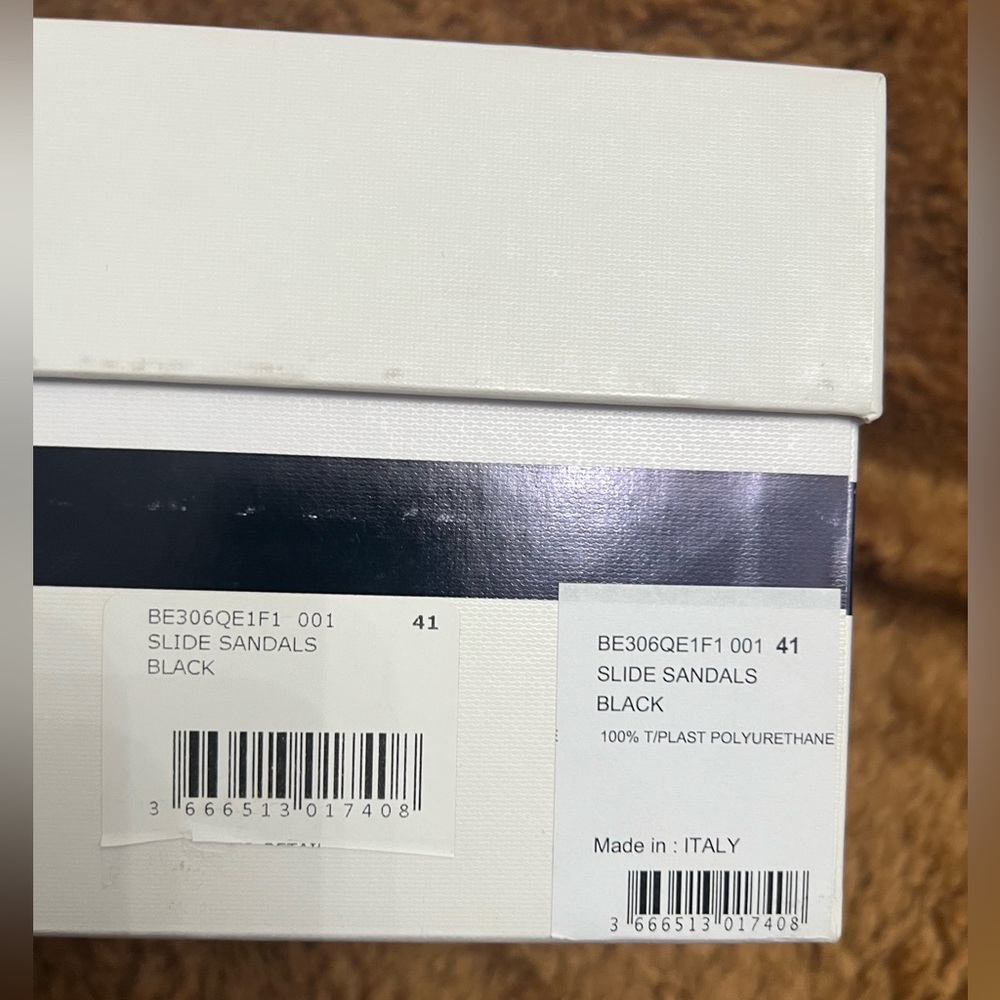 BE306QE1F1 001 41
SLIDE SANDALS
BLACK
3 666513 017408
BE306QE1F1 001 41
SLIDE SANDALS
BLACK
100% T/PLAST POLYURETHANE
Made in : ITALY
3 666513 017408